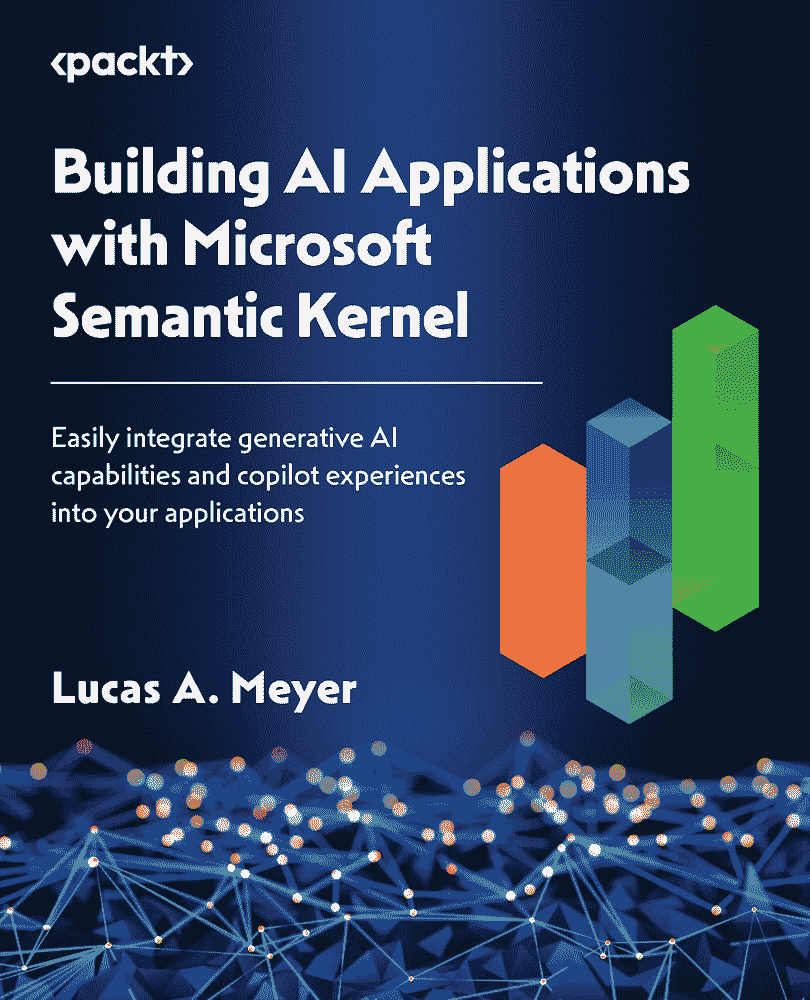 <packt>
Building AI Applications
with Microsoft
Semantic Kernel
Easily integrate generative AI
capabilities and copilot experiences
into your applications
Lucas A. Meyer